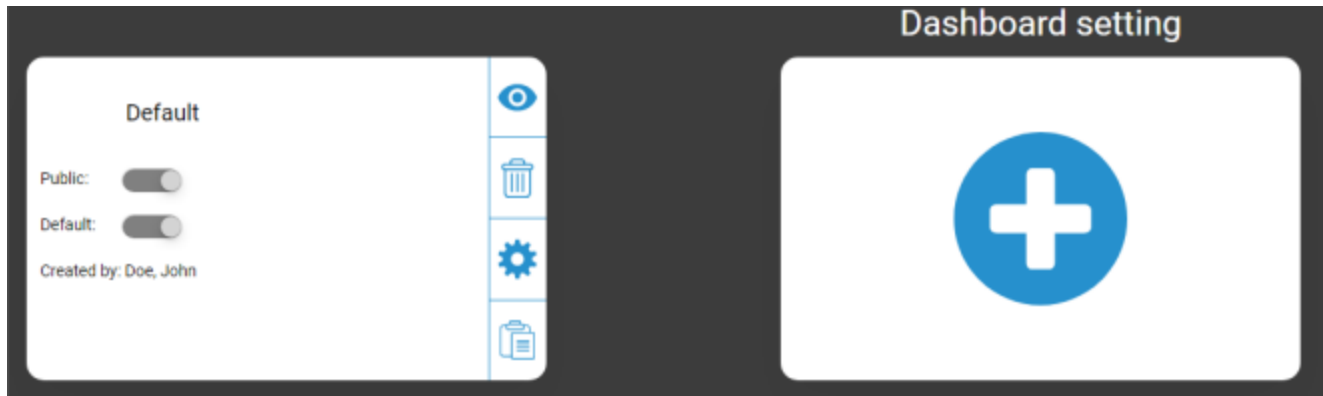 Dashboard setting
Default
Public:
Default:
Created by: Doe, John